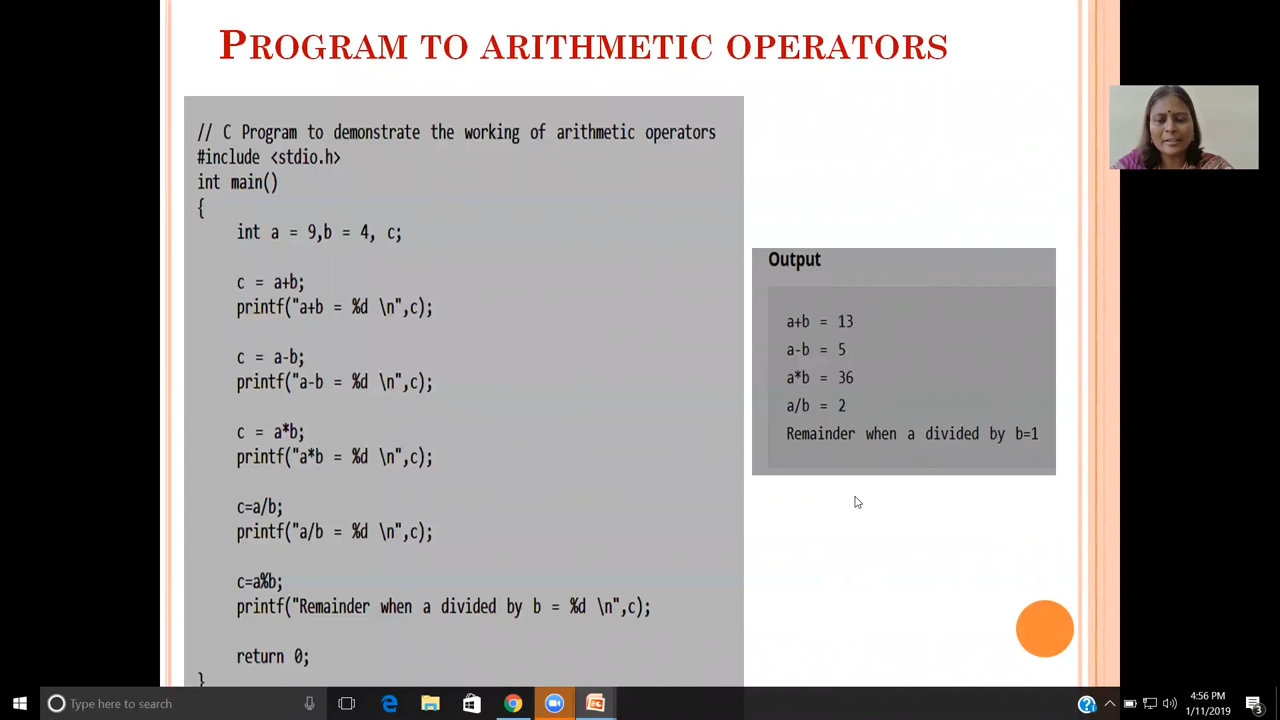 PROGRAM TO ARITHMETIC OPERATORS
// C Program to demonstrate the working of arithmetic operators
#include <stdio.h>
int main()
{
int a = 9,b = 4, c;
c = a+b;
printf("a+b = %d \n",c);
c = a-b;
printf("a-b = %d \n",c);
c = a*b;
printf("a*b = %d \n",c);
c=a/b;
printf("a/b = %d \n",c);
c=a%b;
printf("Remainder when a divided by b = %d \n",c);
return 0;
}
Output
a+b = 13
a-b = 5
a*b = 36
a/b = 2
Remainder when a divided by b=1
Type here to search
4:56 PM
1/11/2019
3